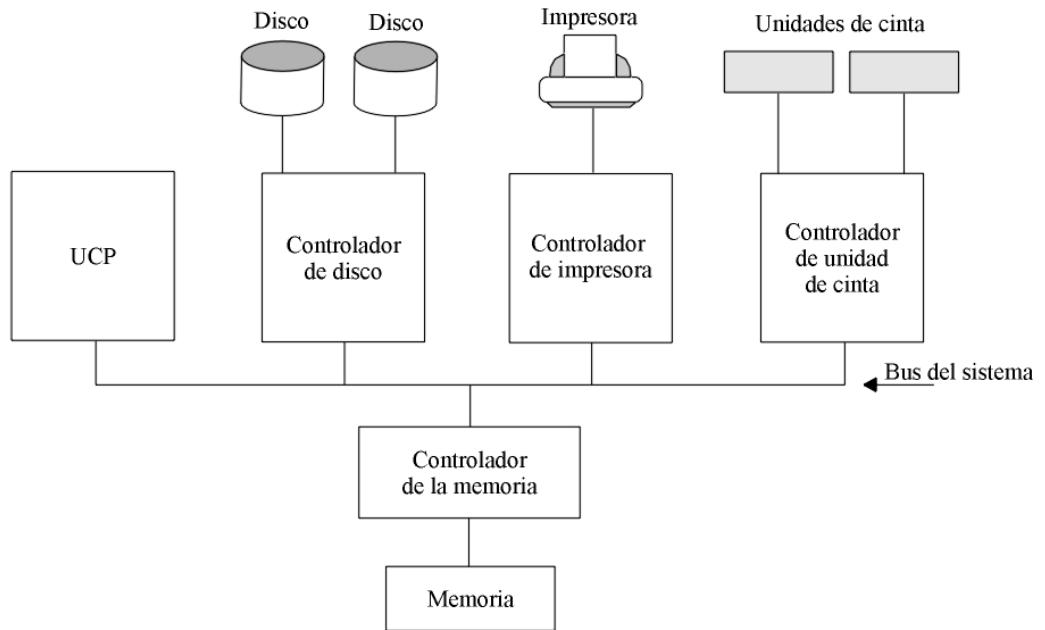 Disco
Disco
Impresora
Unidades de cinta
UCP
Controlador
de disco
Controlador
de impresora
Controlador
de unidad
de cinta
Bus del sistema
Controlador
de la memoria
Memoria